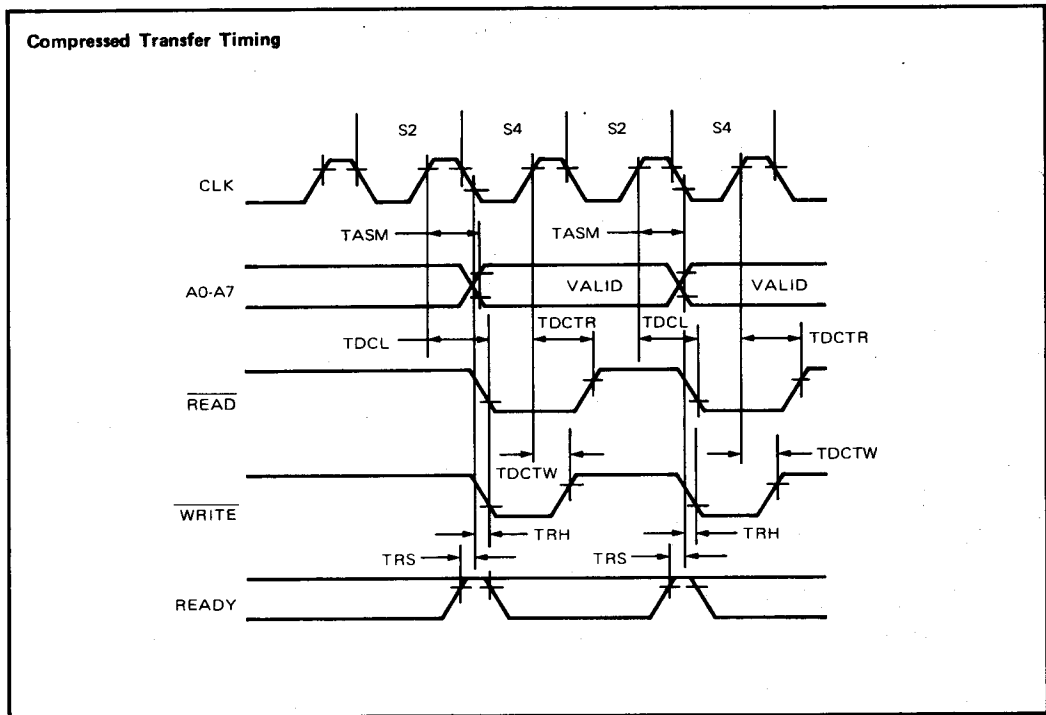 Compressed Transfer Timing
S2 S4 S2 S4
CLK
TASM TASM
A0-A7 VALID VALID
TDCTR TDCL
TDCL TDCTR
READ
TDCTW
TDCTW
WRITE
TRH TRH
TRS TRS
READY